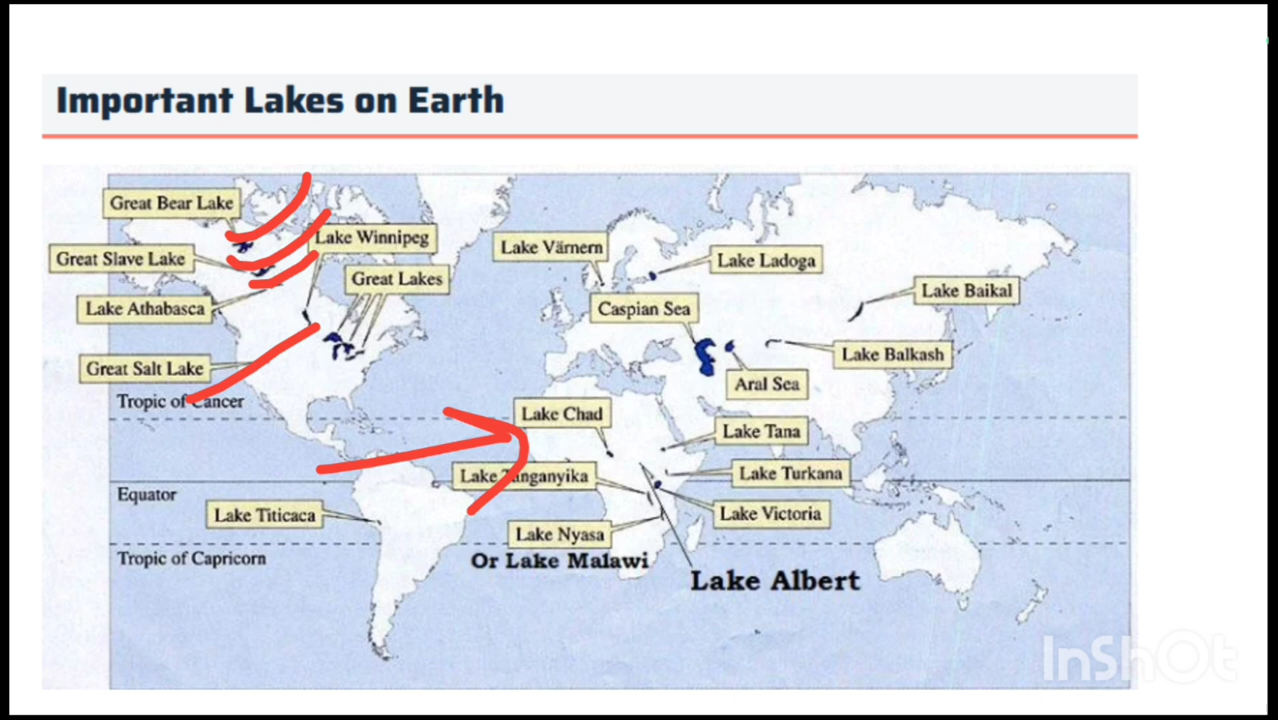 Important Lakes on Earth
Great Bear Lake
Lake Winnipeg
Great Slave Lake
Great Lakes
Lake Athabasca
Great Salt Lake
Tropic of Cancer
Lake Värnern
Lake Ladoga
Caspian Sea
Lake Baikal
Lake Balkash
Aral Sea
Lake Chad
Lake Tana
Lake Tanganyika
Lake Turkana
Equator
Lake Titicaca
Lake Victoria
Lake Nyasa
Or Lake Malawi
Tropic of Capricorn
Lake Albert
InShOt